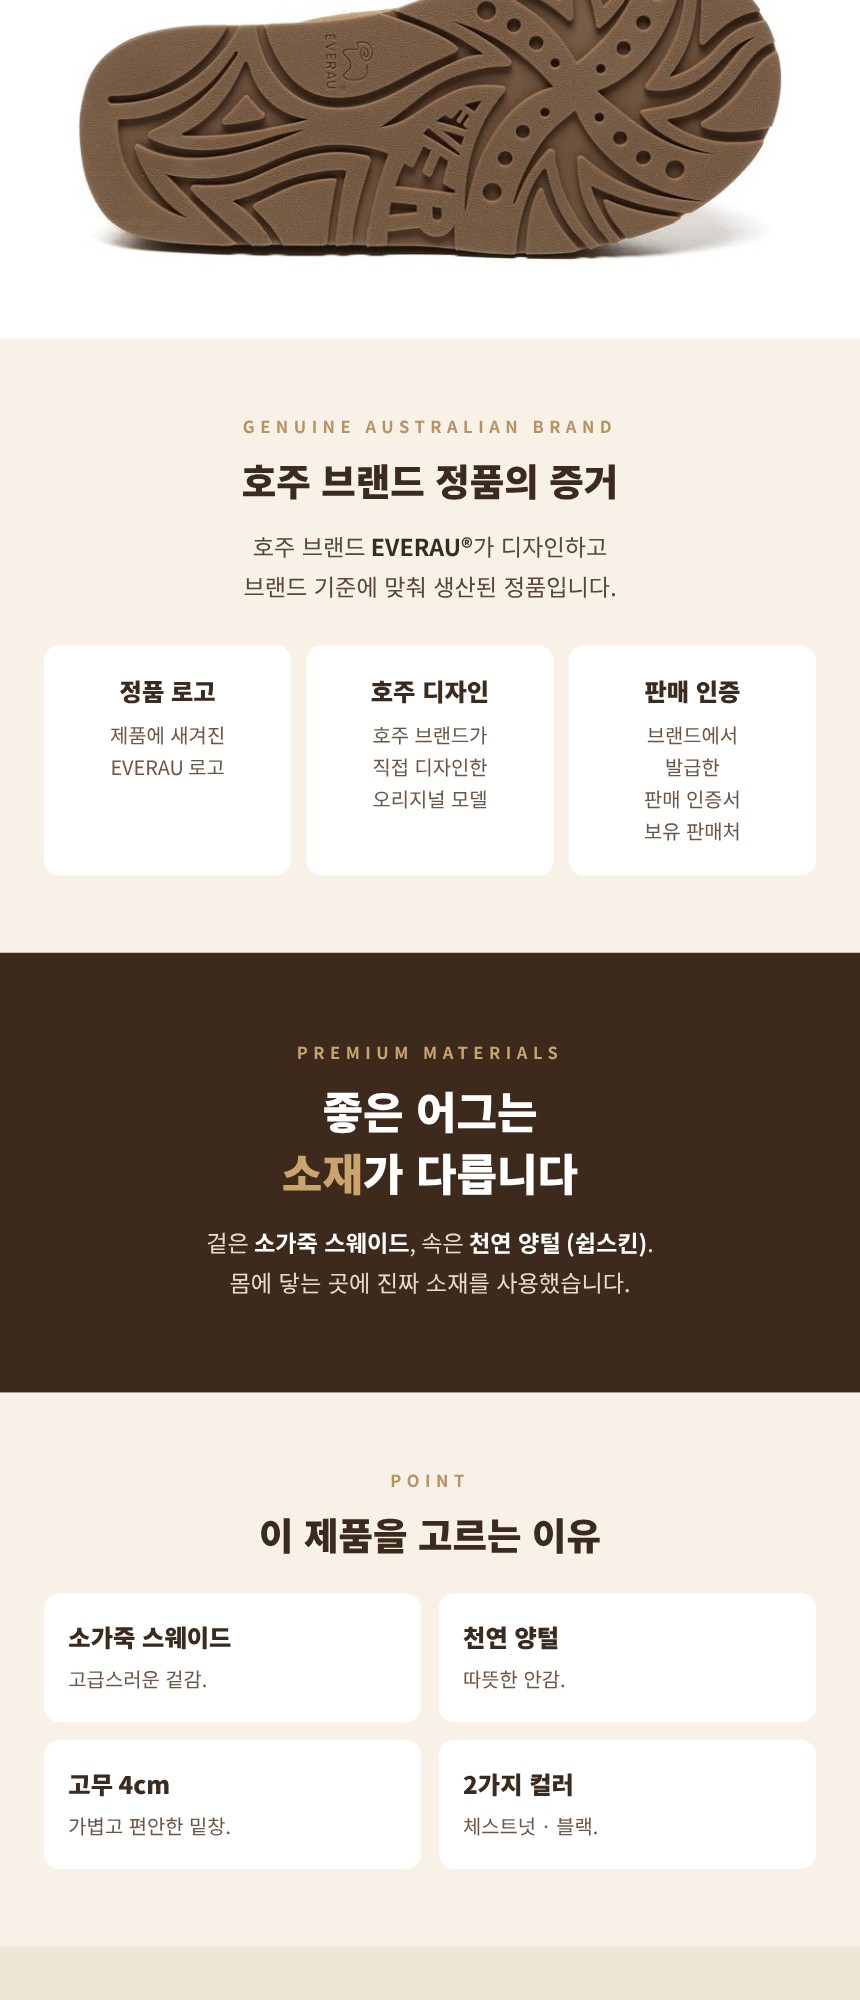 EVERAU
EVER
GENUINE AUSTRALIAN BRAND
호주 브랜드 정품의 증거
호주 브랜드 EVERAU®가 디자인하고
브랜드 기준에 맞춰 생산된 정품입니다.
정품 로고
제품에 새겨진
EVERAU 로고
호주 디자인
호주 브랜드가
직접 디자인한
오리지널 모델
판매 인증
브랜드에서
발급한
판매 인증서
보유 판매처
PREMIUM MATERIALS
좋은 어그는
소재가 다릅니다
겉은 소가죽 스웨이드, 속은 천연 양털 (쉽스킨).
몸에 닿는 곳에 진짜 소재를 사용했습니다.
POINT
이 제품을 고르는 이유
소가죽 스웨이드
고급스러운 겉감.
천연 양털
따뜻한 안감.
고무 4cm
가볍고 편안한 밑창.
2가지 컬러
체스트넛 · 블랙.